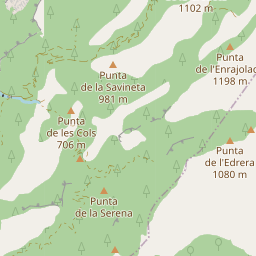 1102 m
Punta
de l'Enrajolad
1198 m
Punta
de la Savineta
981 m
Punta
de les Cols
706 m
Punta
de l'Edrera
1080 m
Punta
de la Serena